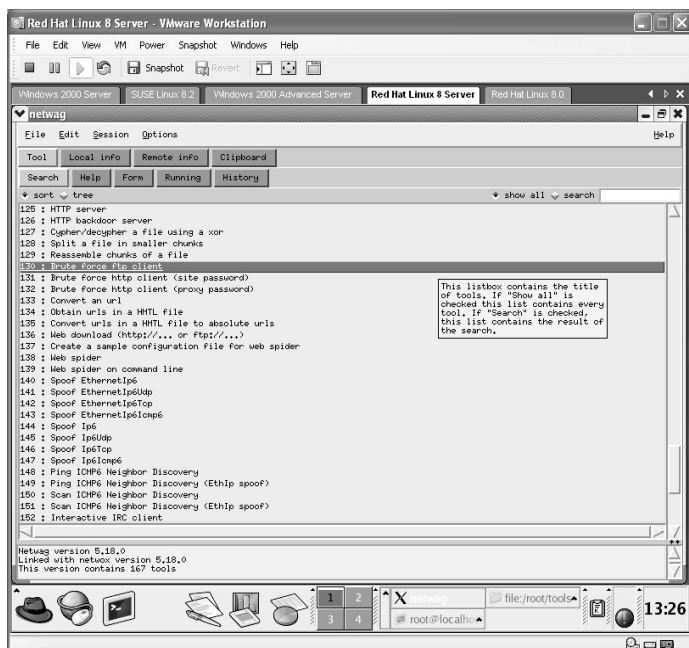 Red Hat Linux 8 Server - VMware Workstation
File Edit View VM Power Snapshot Windows Help
Snapshot Revert
Windows 2000 Server SUSE Linux 8.2 Windows 2000 Advanced Server Red Hat Linux 8 Server Red Hat Linux 8.0
netwag
File Edit Session Options Help
Tool Local info Remote info Clipboard
Search Help Form Running History
sort tree show all search
125 : HTTP server
126 : HTTP backdoor server
127 : Cypher/decypher a file using a xor
128 : Split a file in smaller chunks
129 : Reassemble chunks of a file
130 : Brute force ftp client
131 : Brute force http client (site password)
132 : Brute force http client (proxy password)
133 : Convert an url
134 : Obtain urls in a HMTL file
135 : Convert urls in a HMTL file to absolute urls
136 : Web download (http://... or ftp://...)
137 : Create a sample configuration file for web spider
138 : Web spider
139 : Web spider on command line
140 : Spoof EthernetIp6
141 : Spoof EthernetIp6Udp
142 : Spoof EthernetIp6Tcp
143 : Spoof EthernetIp6Icmp6
144 : Spoof Ip6
145 : Spoof Ip6Udp
146 : Spoof Ip6Tcp
147 : Spoof Ip6Icmp6
148 : Ping ICMP6 Neighbor Discovery
149 : Ping ICMP6 Neighbor Discovery (EthIp spoof)
150 : Scan ICMP6 Neighbor Discovery
151 : Scan ICMP6 Neighbor Discovery (EthIp spoof)
152 : Interactive IRC client
This listbox contains the title
of tools. If "Show all" is
checked this list contains every
tool. If "Search" is checked,
this list contains the result of
the search.
Netwag version 5.18.0
Linked with netwox version 5.18.0
This version contains 167 tools
1 2 netwag file:/root/tools
3 4 root@localho
13:26